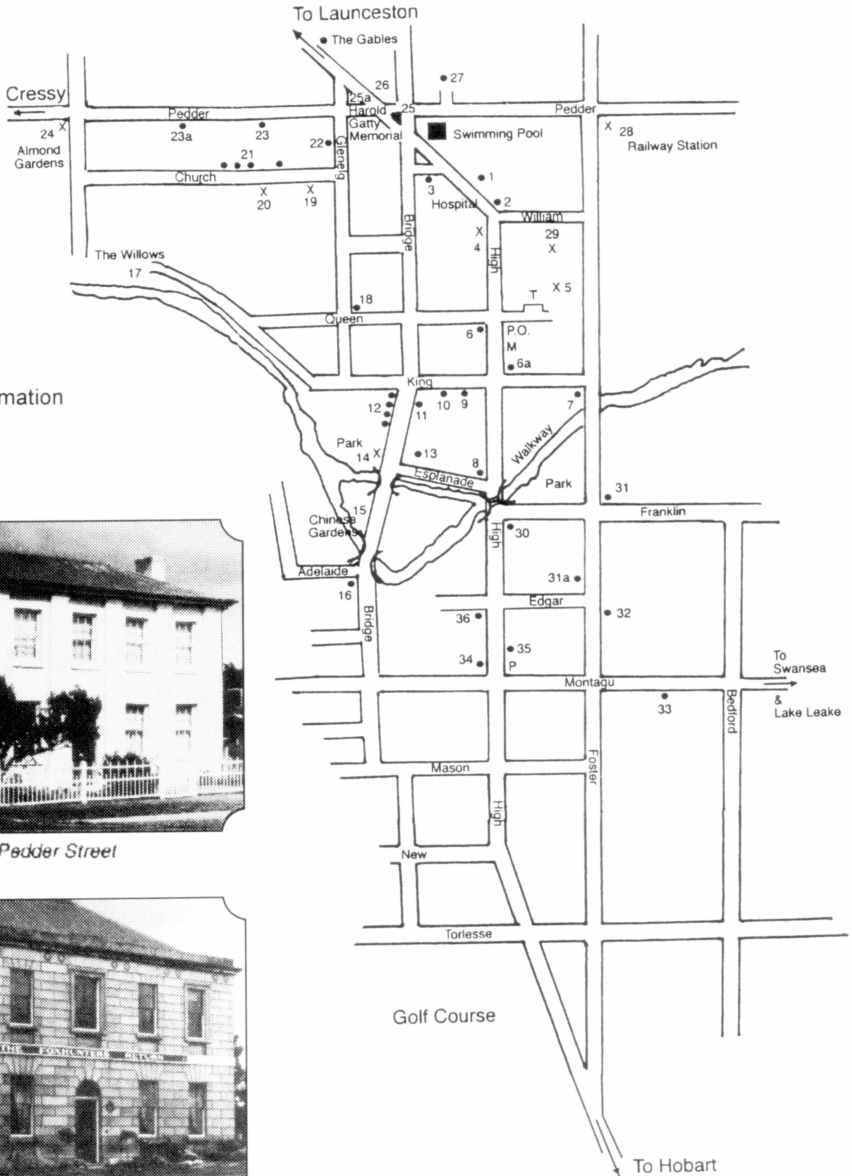 To Launceston
The Gables
27
26
Cressy
25a
25
Pedder
Pedder
Harold
Gatty
Memorial
24 X
23a
23
22
Glenelg
Swimming Pool
X 28
Railway Station
Almond
Gardens
21
Church
X
20
X
19
3
1
Hospital
2
William
Bridge
X
4
High
29
X
The Willows
17
X 5
T
18
Queen
6
P.O.
M
6a
King
mation
12
11
10
9
7
Park
14 X
13
8
Esplanade
Walkway
Park
31
15
Chinese
Gardens
Franklin
High
30
Adelaide
16
31a
Edgar
Bridge
36
32
35
34
P
To
Swansea
&
Lake Leake
Montagu
33
Bedford
Foster
Mason
High
Pedder Street
New
Torlesse
Golf Course
THE FOXHUNTERS RETURN
To Hobart